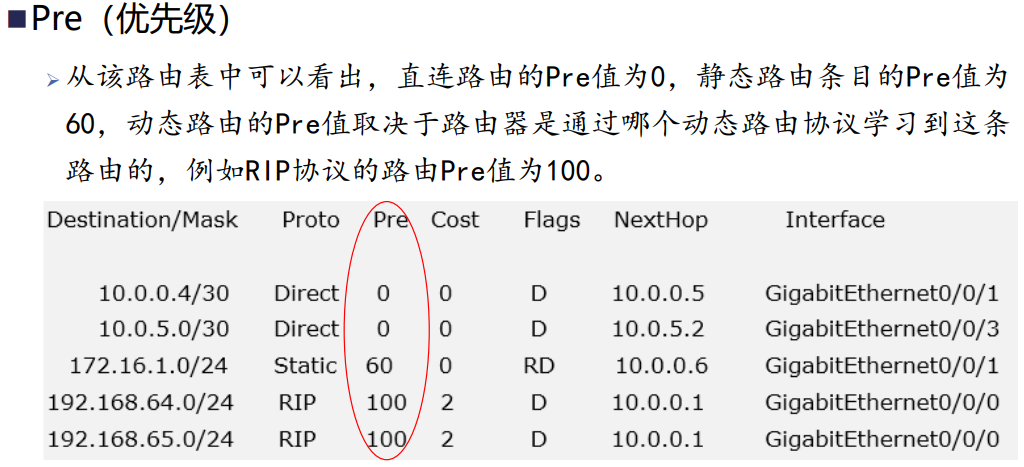 Pre（优先级）
从该路由表中可以看出，直连路由的Pre值为0，静态路由条目的Pre值为
60，动态路由的Pre值取决于路由器是通过哪个动态路由协议学习到这条
路由的，例如RIP协议的路由Pre值为100。
Destination/Mask Proto Pre Cost Flags NextHop Interface
10.0.0.4/30 Direct 0 0 D 10.0.0.5 GigabitEthernet0/0/1
10.0.5.0/30 Direct 0 0 D 10.0.5.2 GigabitEthernet0/0/3
172.16.1.0/24 Static 60 0 RD 10.0.0.6 GigabitEthernet0/0/1
192.168.64.0/24 RIP 100 2 D 10.0.0.1 GigabitEthernet0/0/0
192.168.65.0/24 RIP 100 2 D 10.0.0.1 GigabitEthernet0/0/0